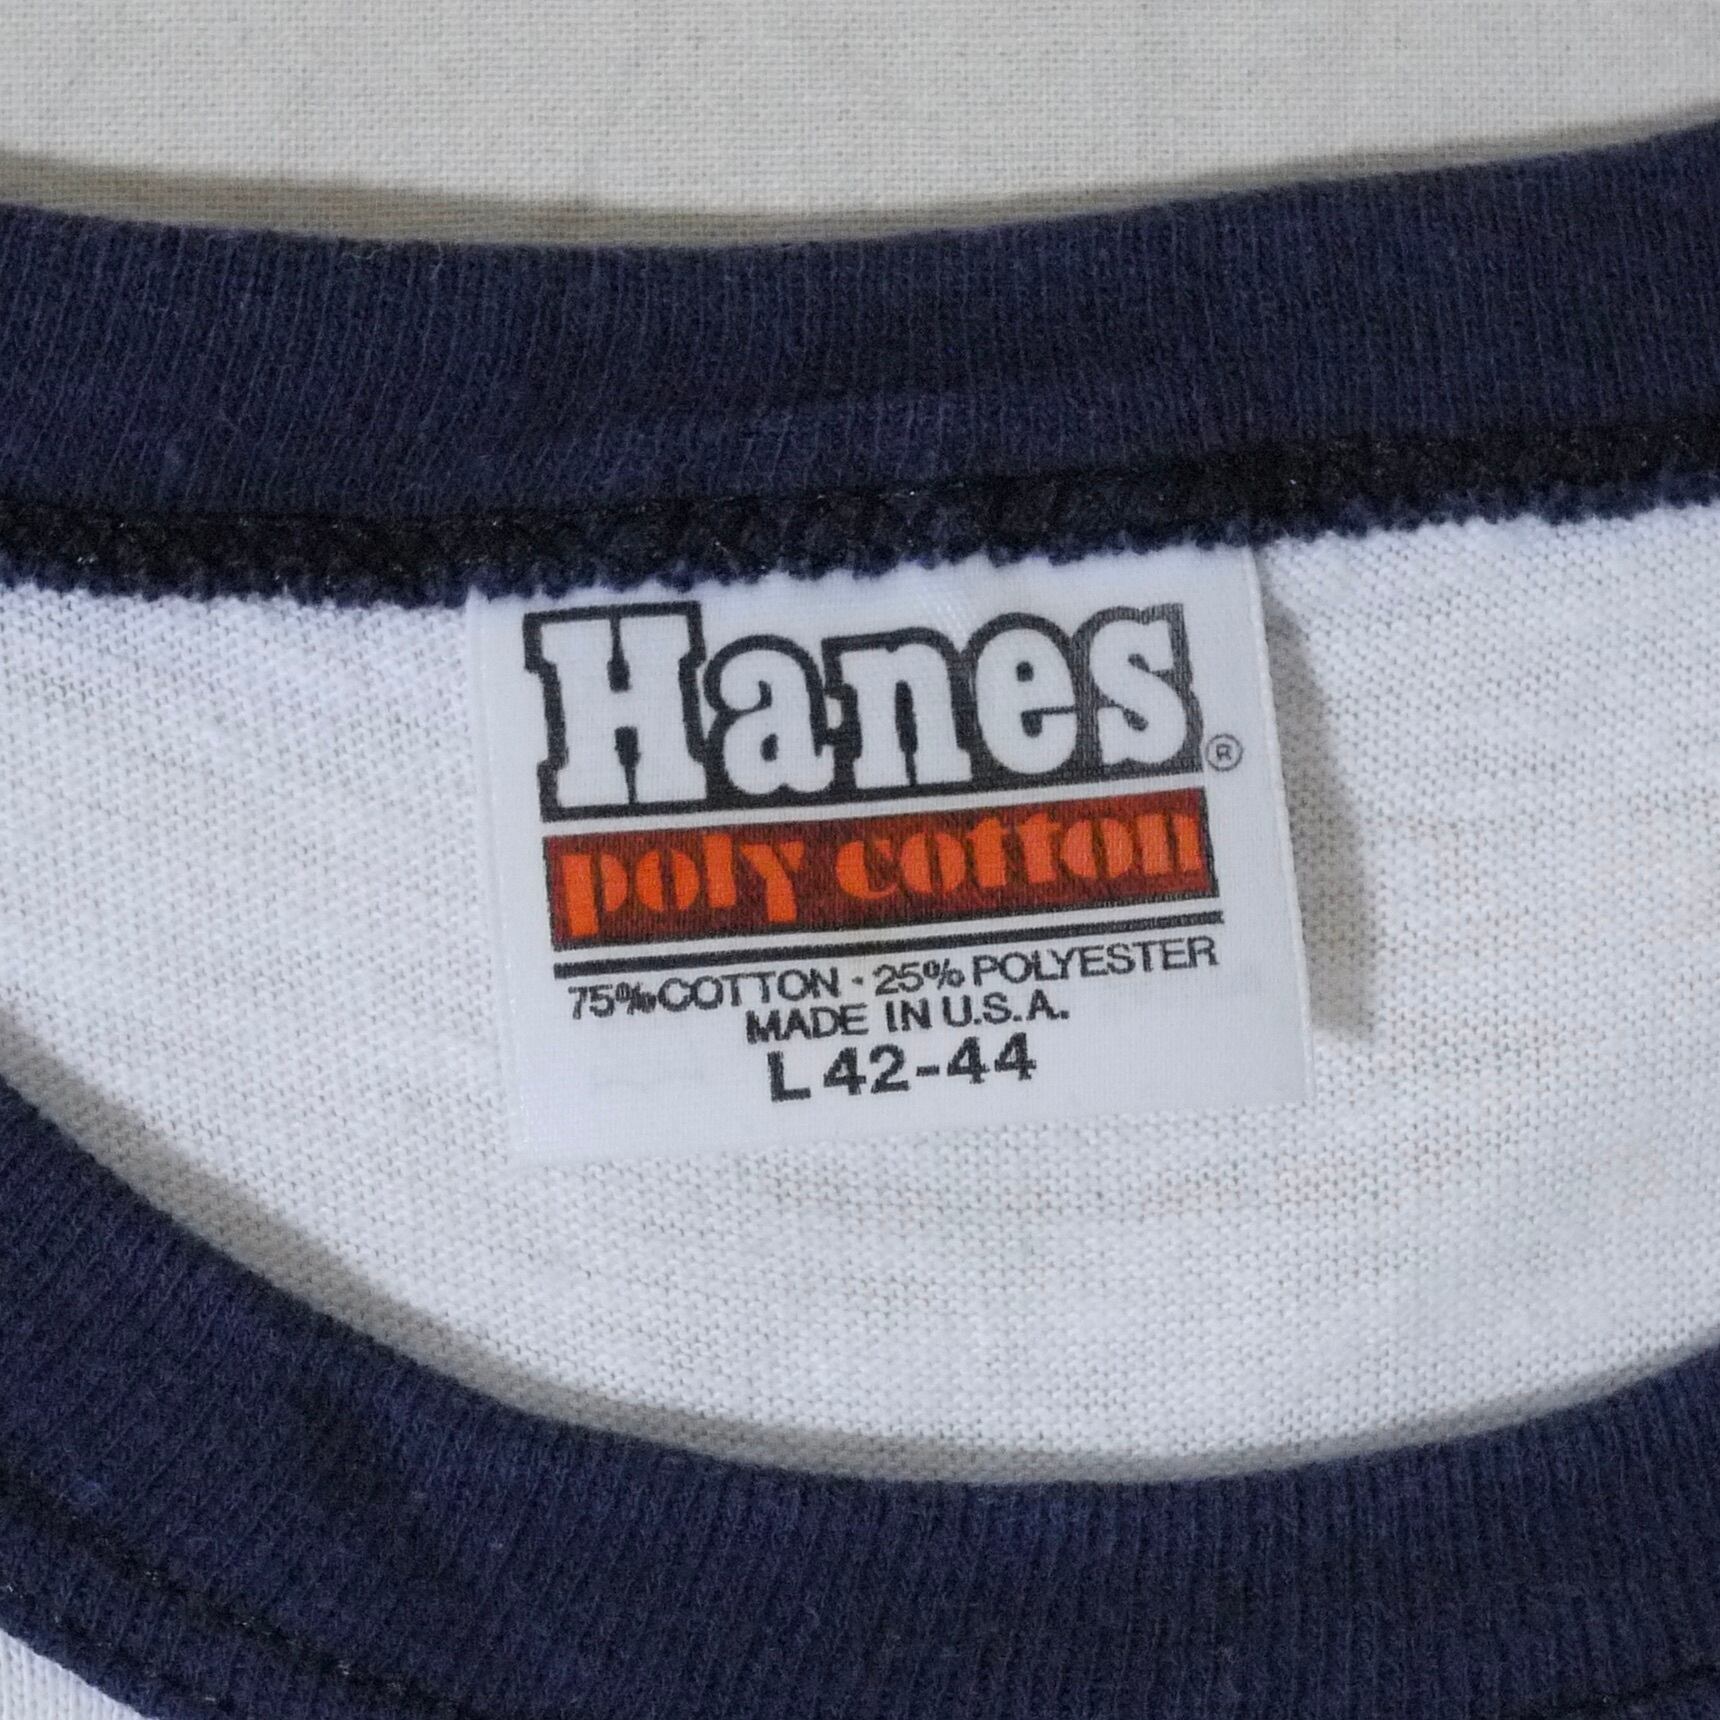 Hanes®
poly cotton
75% COTTON · 25% POLYESTER
MADE IN U.S.A.
L 42-44